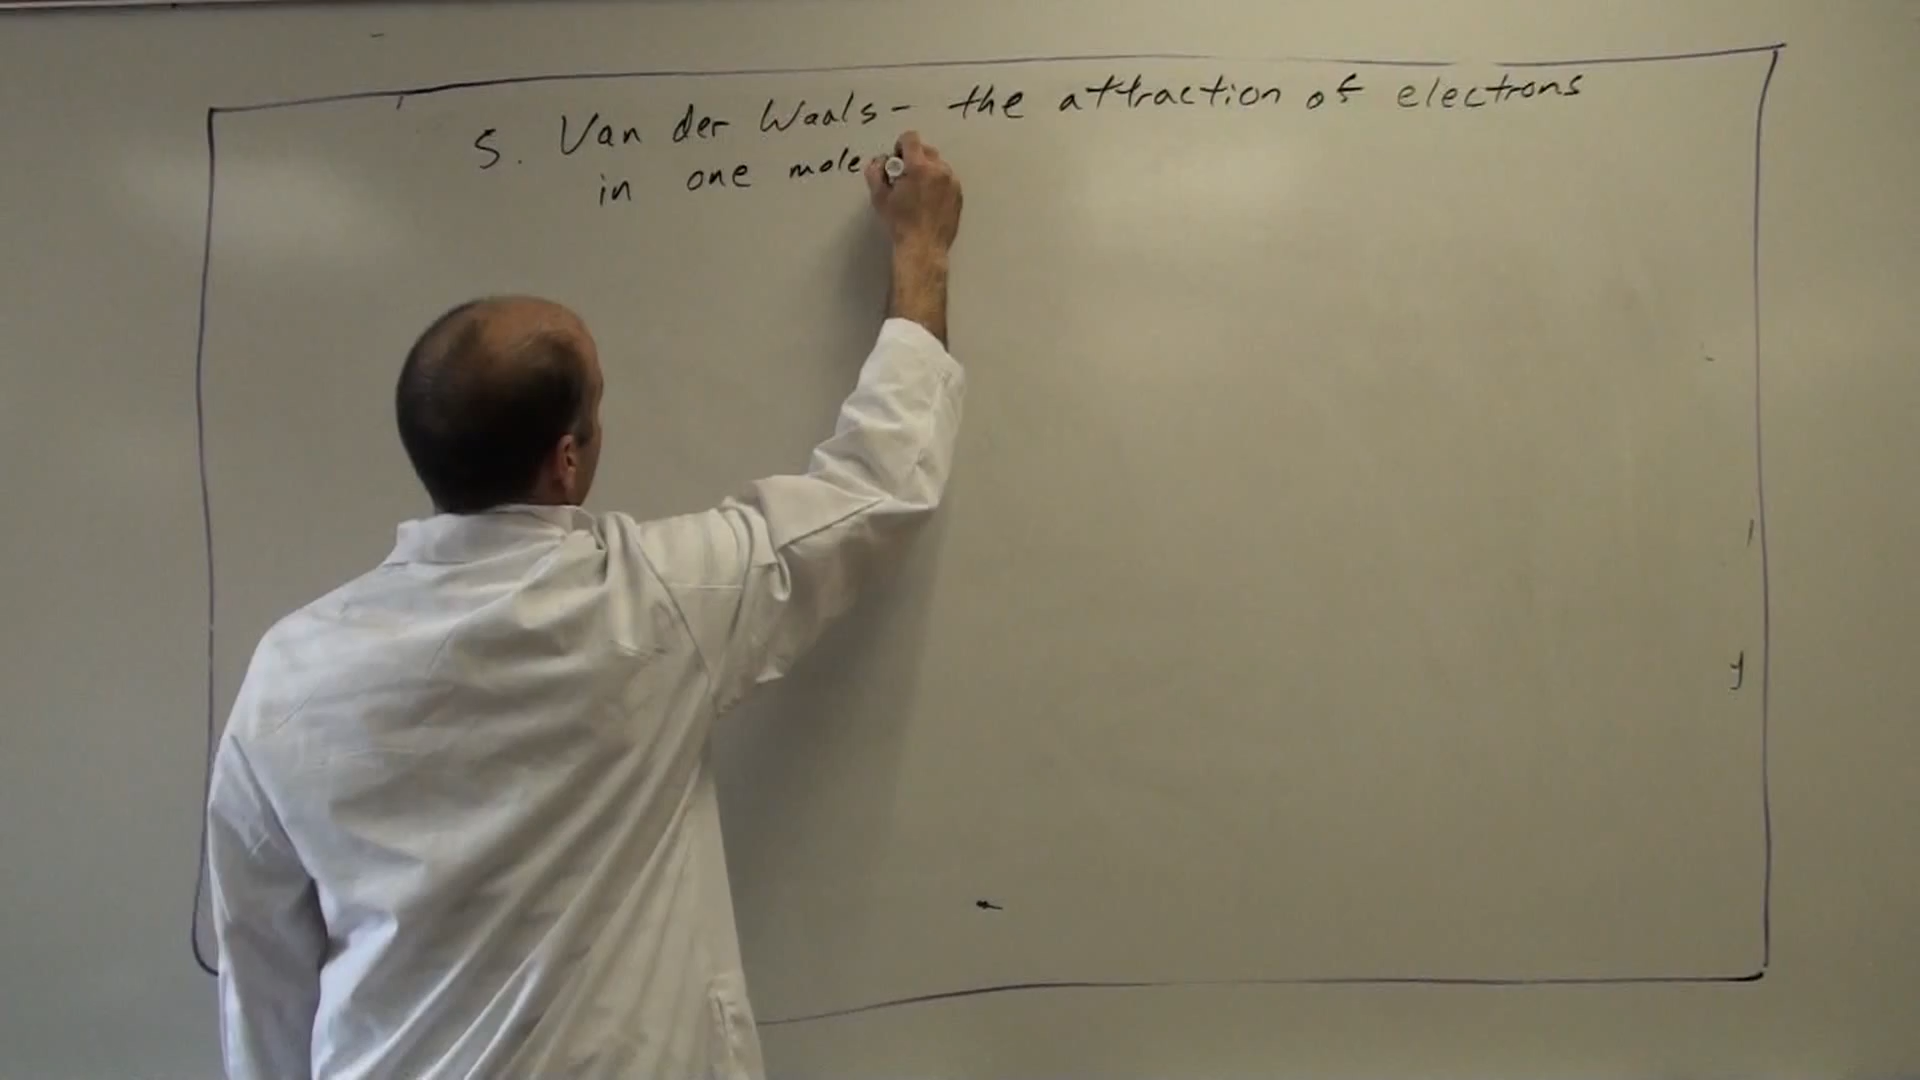 5. Van der Waals - the attraction of electrons
in one mole
y